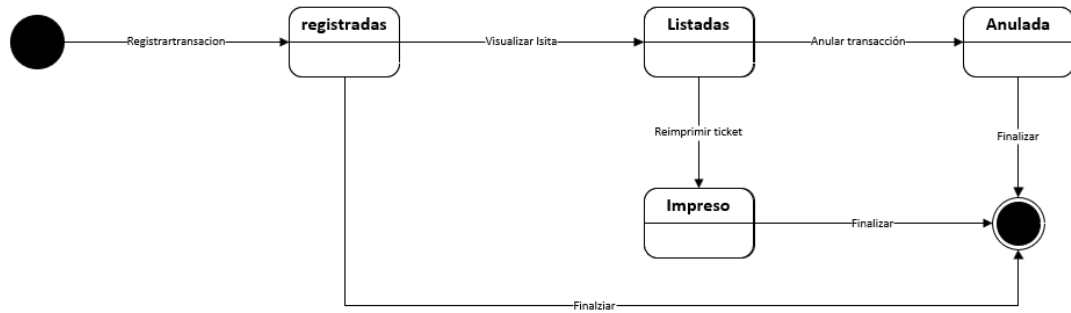 registradas
Listadas
Anulada
Registrartransacion
Visualizar lsita
Anular transacción
Reimprimir ticket
Finalizar
Impreso
Finalizar
Finalziar